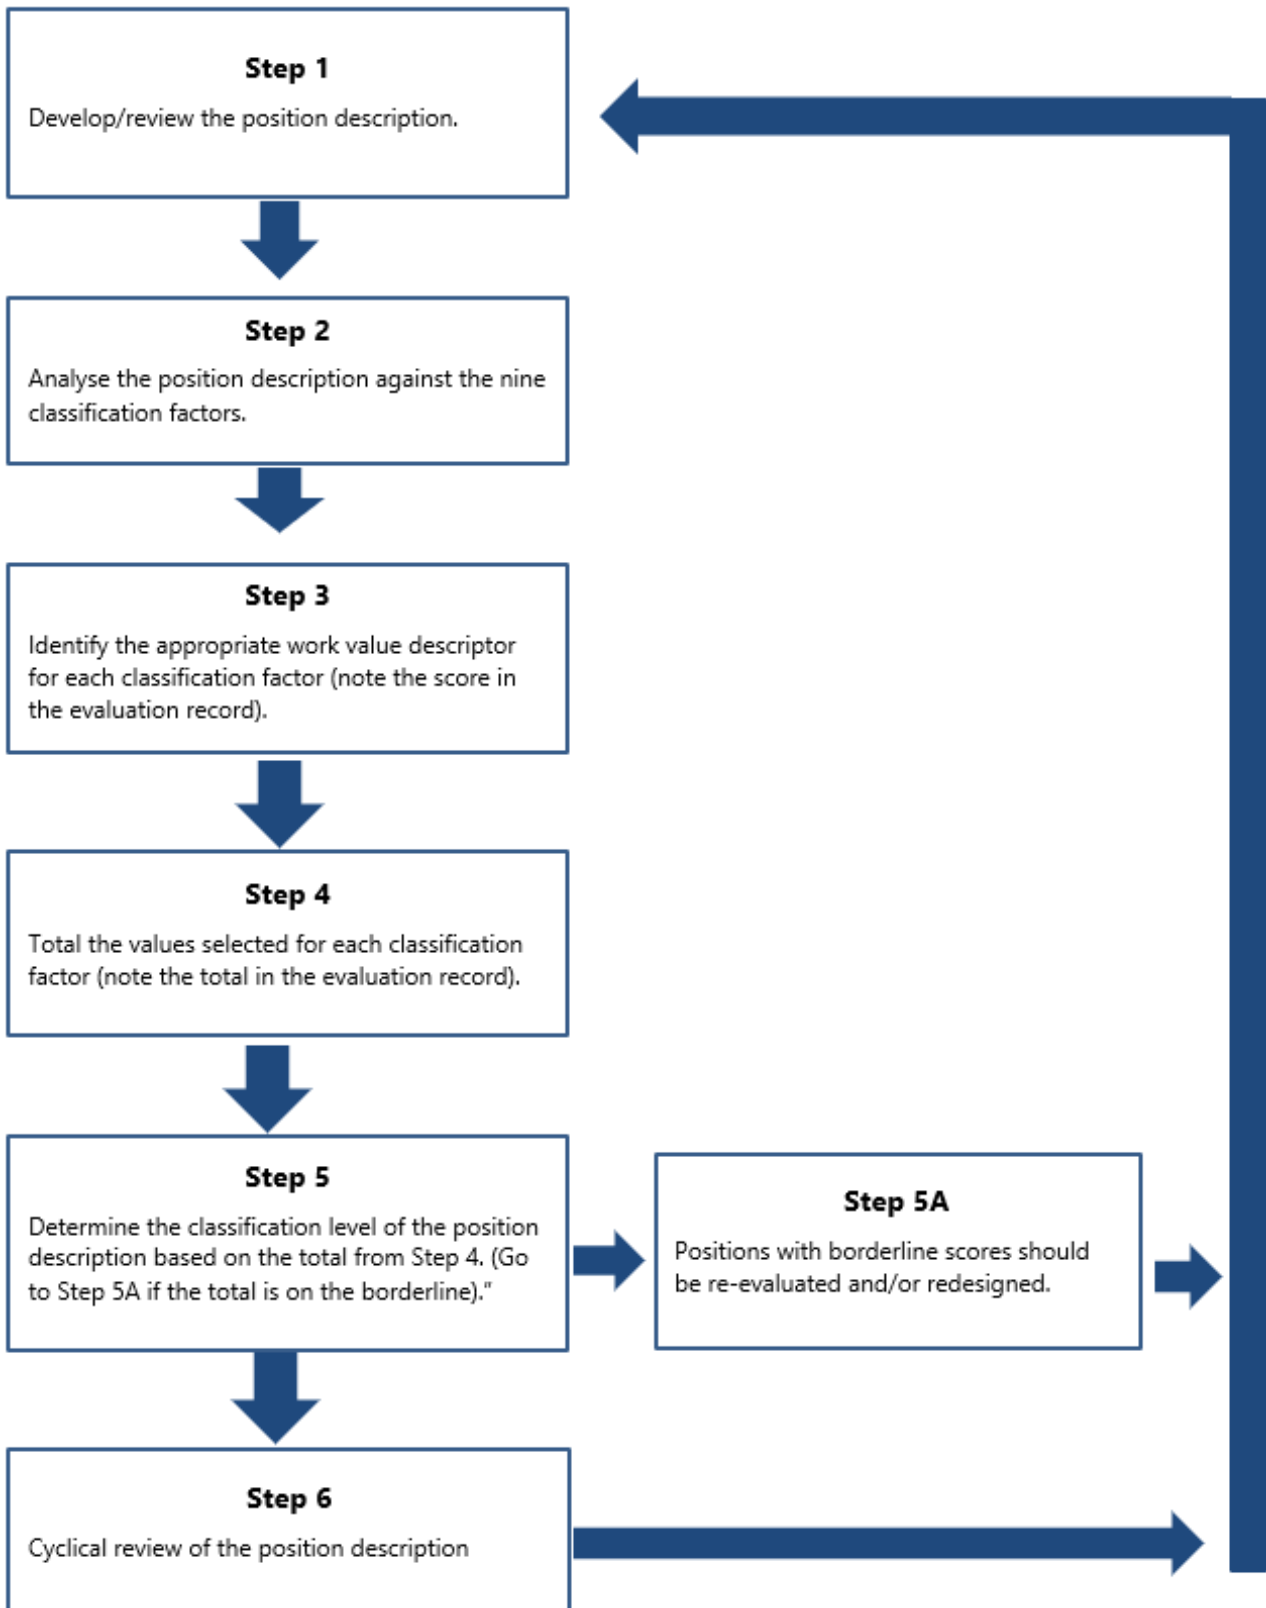 Step 1
Develop/review the position description.
Step 2
Analyse the position description against the nine
classification factors.
Step 3
Identify the appropriate work value descriptor
for each classification factor (note the score in
the evaluation record).
Step 4
Total the values selected for each classification
factor (note the total in the evaluation record).
Step 5
Determine the classification level of the position
description based on the total from Step 4. (Go
to Step 5A if the total is on the borderline).”
Step 5A
Positions with borderline scores should
be re-evaluated and/or redesigned.
Step 6
Cyclical review of the position description